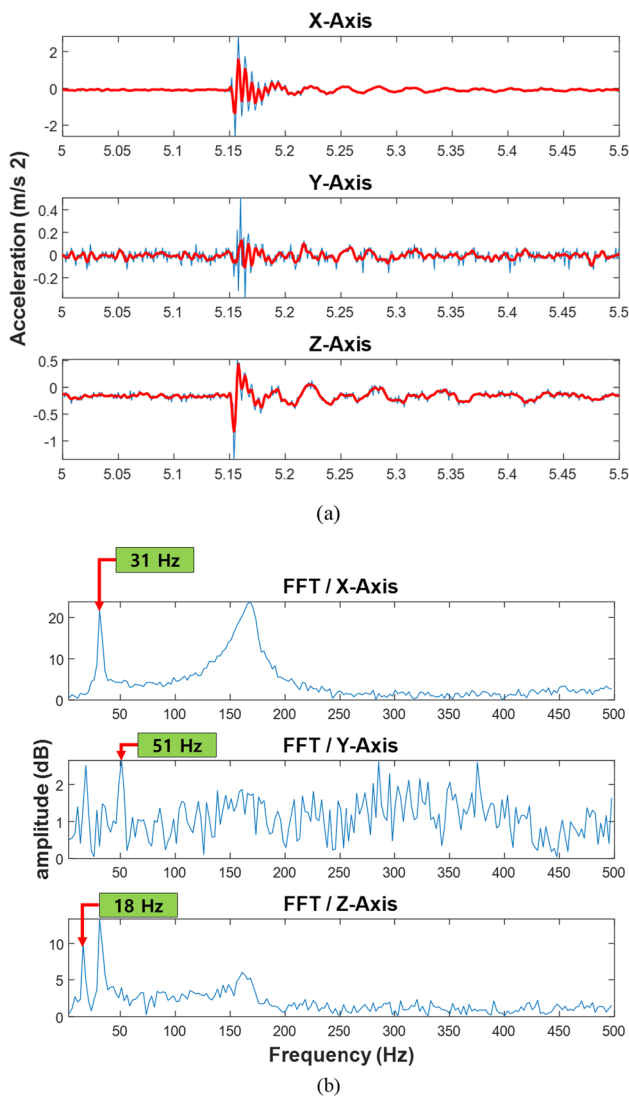 X-Axis
2
0
-2
5 5.05 5.1 5.15 5.2 5.25 5.3 5.35 5.4 5.45 5.5
Y-Axis
0.4
0.2
0
-0.2
5 5.05 5.1 5.15 5.2 5.25 5.3 5.35 5.4 5.45 5.5
Acceleration (m/s 2)
Z-Axis
0.5
0
-0.5
-1
5 5.05 5.1 5.15 5.2 5.25 5.3 5.35 5.4 5.45 5.5
(a)
31 Hz
FFT / X-Axis
20
10
0
50 100 150 200 250 300 350 400 450 500
51 Hz
FFT / Y-Axis
2
1
0
50 100 150 200 250 300 350 400 450 500
amplitude (dB)
18 Hz
FFT / Z-Axis
10
5
0
50 100 150 200 250 300 350 400 450 500
Frequency (Hz)
(b)